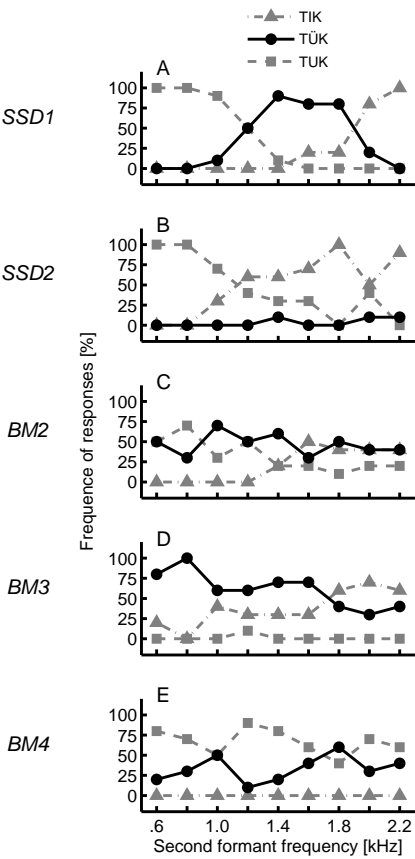 TIK
TÜK
TUK
A
SSD1
100
75
50
25
0
B
SSD2
100
75
50
25
0
C
BM2
100
75
50
25
0
Frequence of responses [%]
D
BM3
100
75
50
25
0
E
BM4
100
75
50
25
0
.6 1.0 1.4 1.8 2.2
Second formant frequency [kHz]